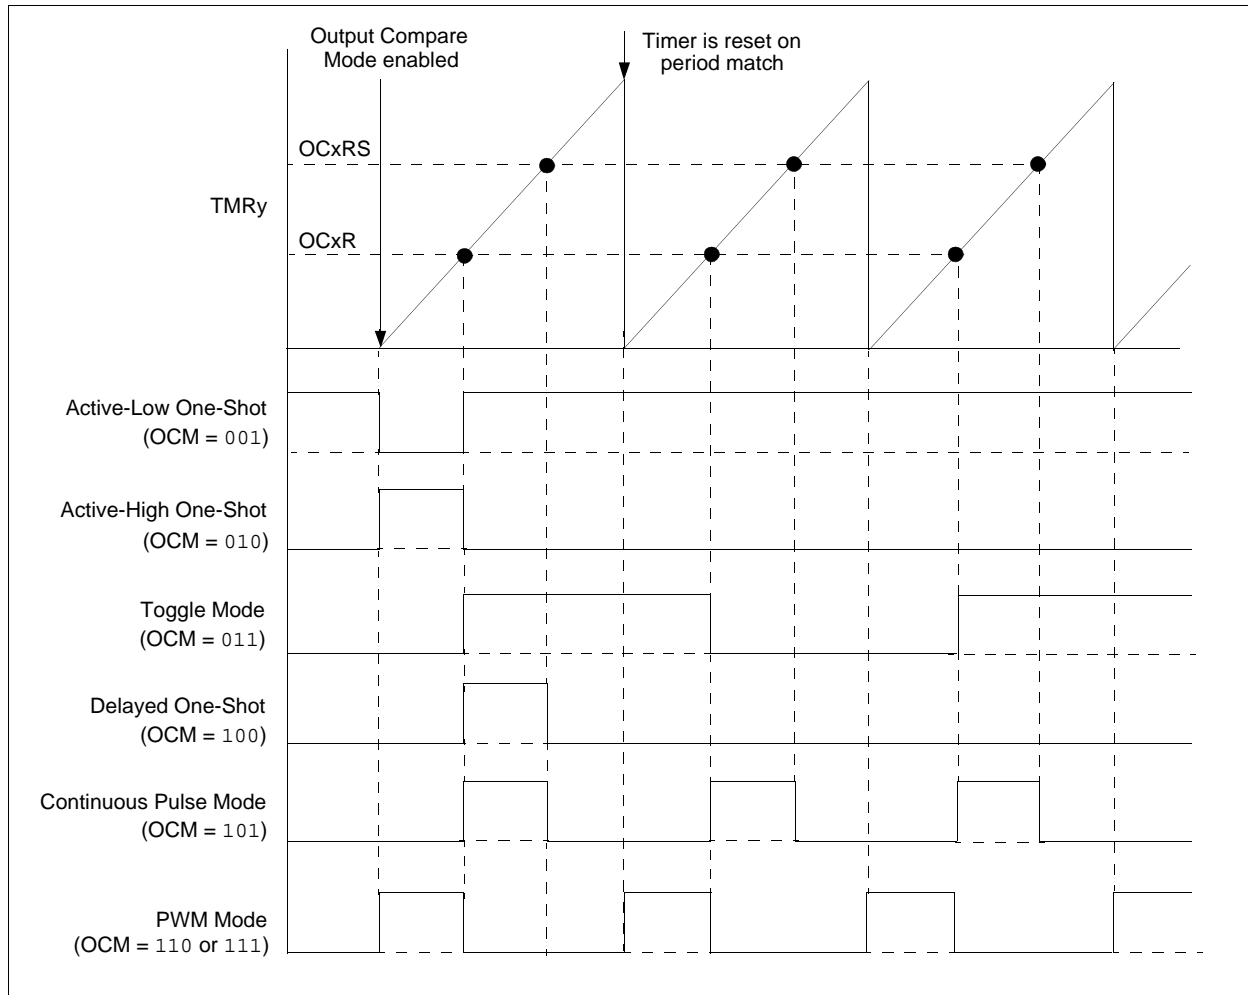 Output Compare
Mode enabled
Timer is reset on
period match
OCxRS
TMRy
OCxR
Active-Low One-Shot
(OCM = 001)
Active-High One-Shot
(OCM = 010)
Toggle Mode
(OCM = 011)
Delayed One-Shot
(OCM = 100)
Continuous Pulse Mode
(OCM = 101)
PWM Mode
(OCM = 110 or 111)